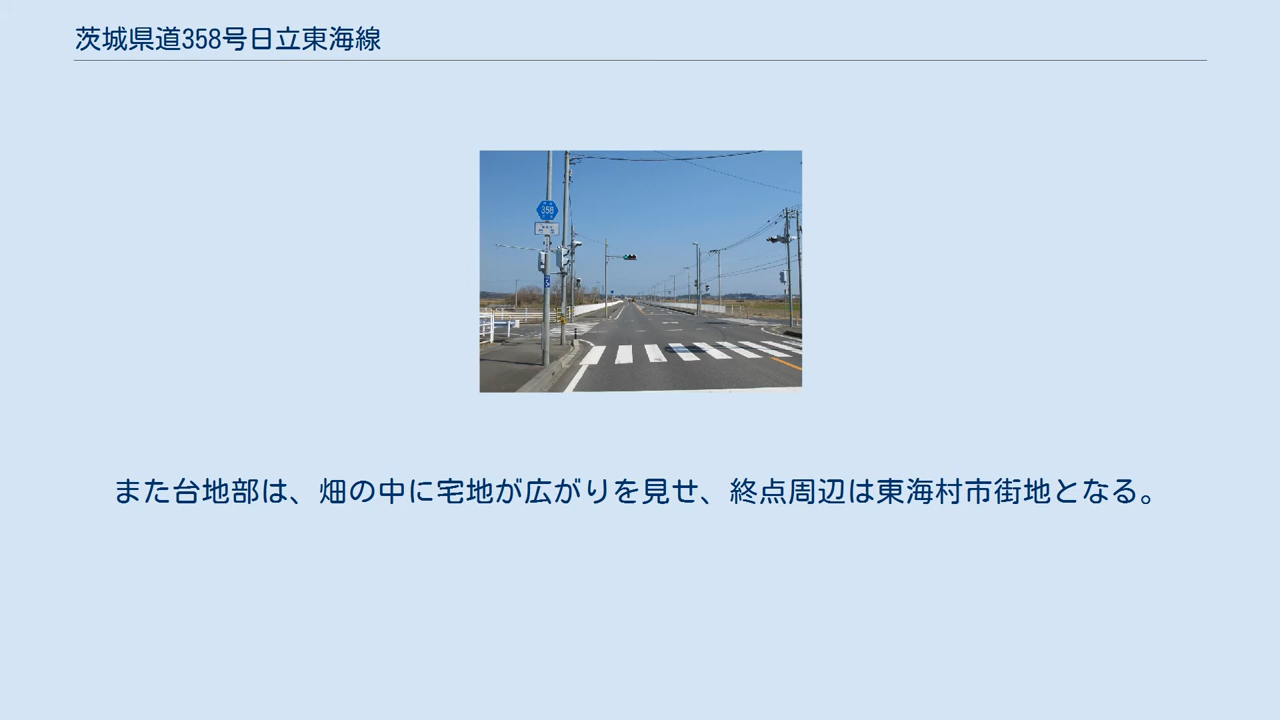 茨城県道358号日立東海線
358
また台地部は、畑の中に宅地が広がりを見せ、終点周辺は東海村市街地となる。